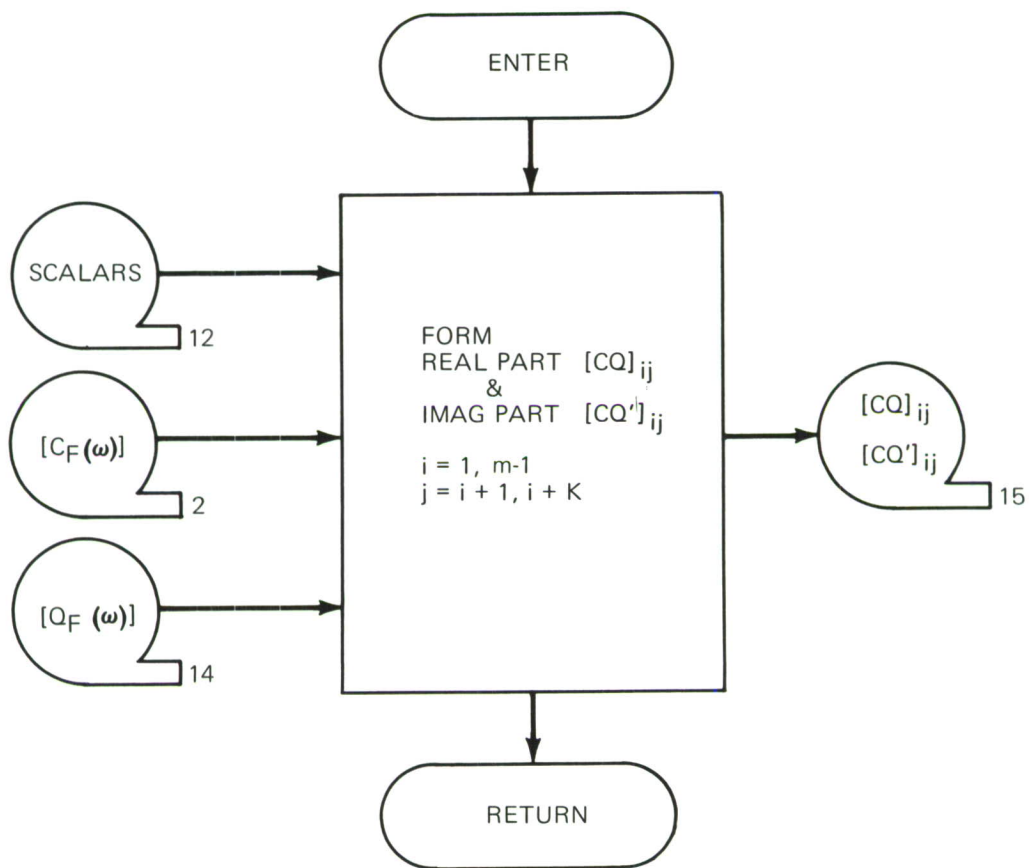 ENTER
SCALARS
12
[C_F(ω)]
2
[Q_F (ω)]
14
FORM
REAL PART [CQ]_ij
&
IMAG PART [CQ']_ij
i = 1, m-1
j = i + 1, i + K
[CQ]_ij
[CQ']_ij
15
RETURN